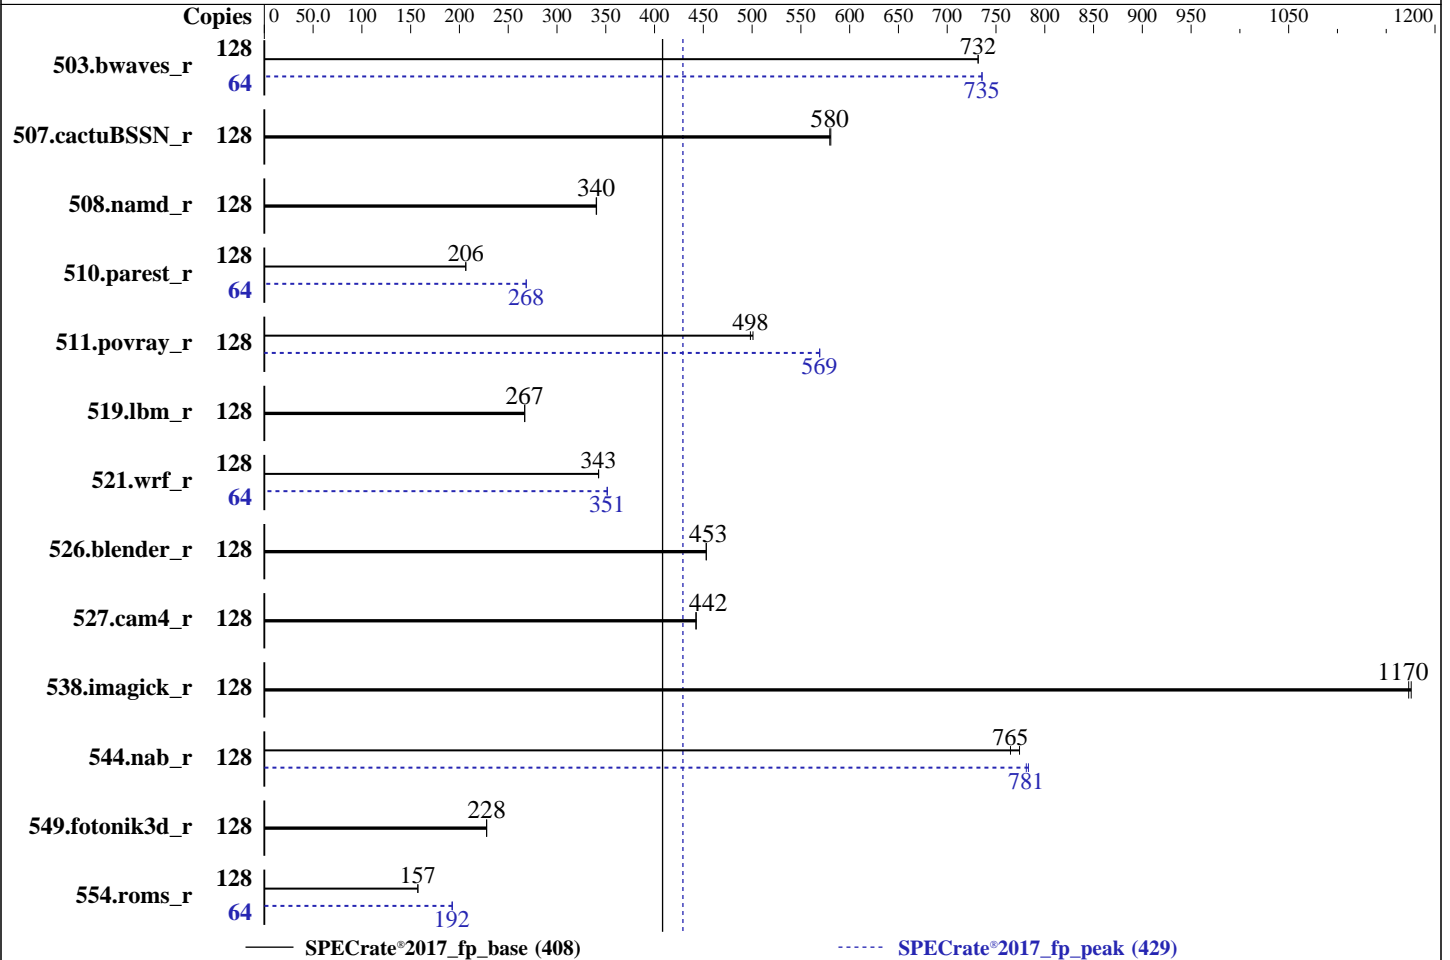 Copies 0 50.0 100 150 200 250 300 350 400 450 500 550 600 650 700 750 800 850 900 950 1050 1200
503.bwaves_r 128 732
64 735
507.cactuBSSN_r 128 580
508.namd_r 128 340
510.parest_r 128 206
64 268
511.povray_r 128 498
569
519.lbm_r 128 267
521.wrf_r 128 343
64 351
526.blender_r 128 453
527.cam4_r 128 442
538.imagick_r 128 1170
544.nab_r 128 765
781
549.fotonik3d_r 128 228
554.roms_r 128 157
64 192
SPECrate®2017_fp_base (408) SPECrate®2017_fp_peak (429)